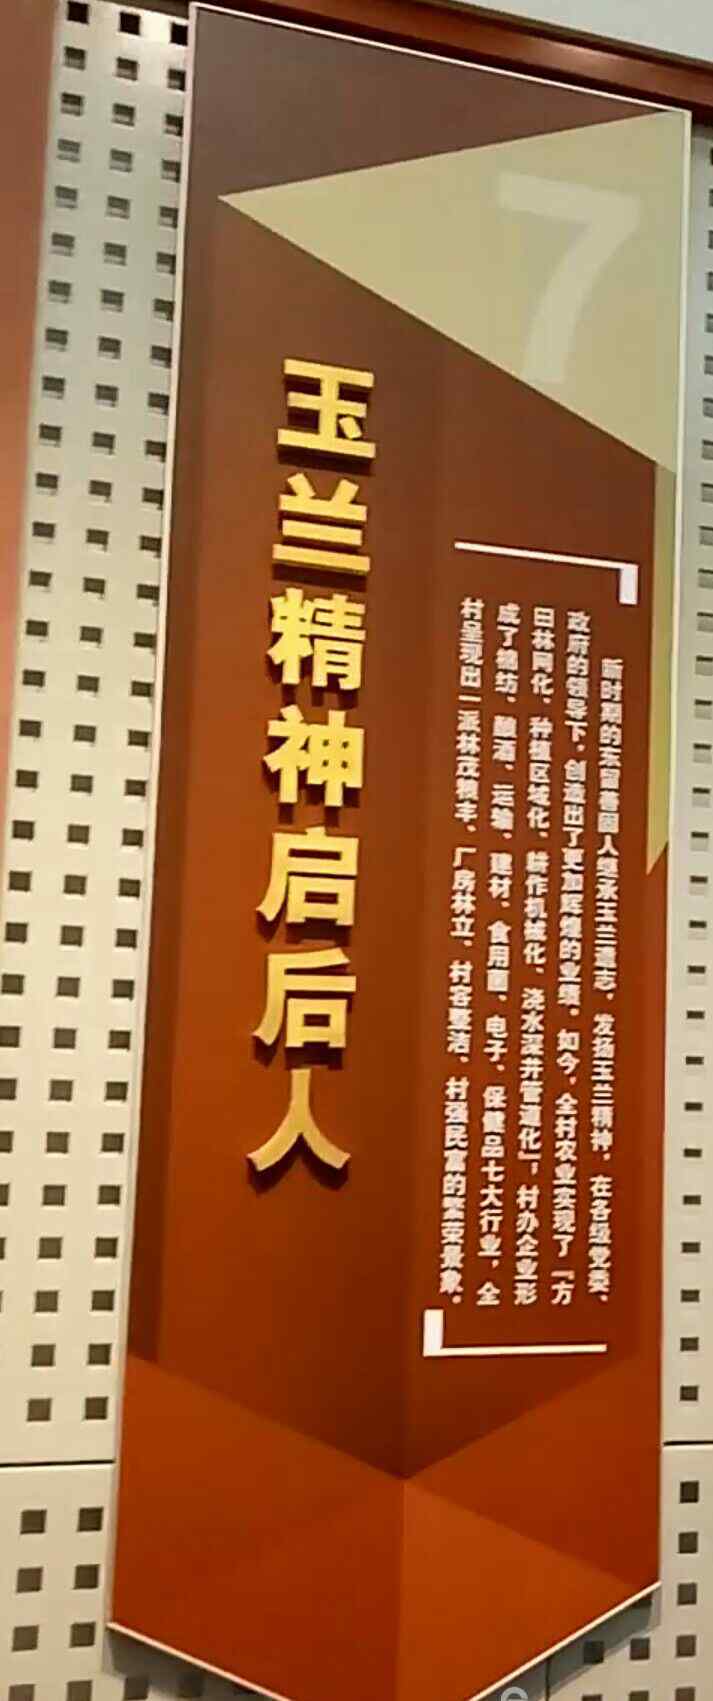 7
玉兰精神启后人
新时期的东留善固人继承玉兰遗志，发扬玉兰精神，在各级党委、
政府的领导下，创造出了更加辉煌的业绩。如今，全村农业实现了「方
田林网化、种植区域化、耕作机械化、浇水深井管道化」，村办企业形
成了棉纺、酿酒、运输、建材、食用菌、电子、保健品七大行业，全
村呈现出一派林茂粮丰、厂房林立、村容整洁、村强民富的繁荣景象。